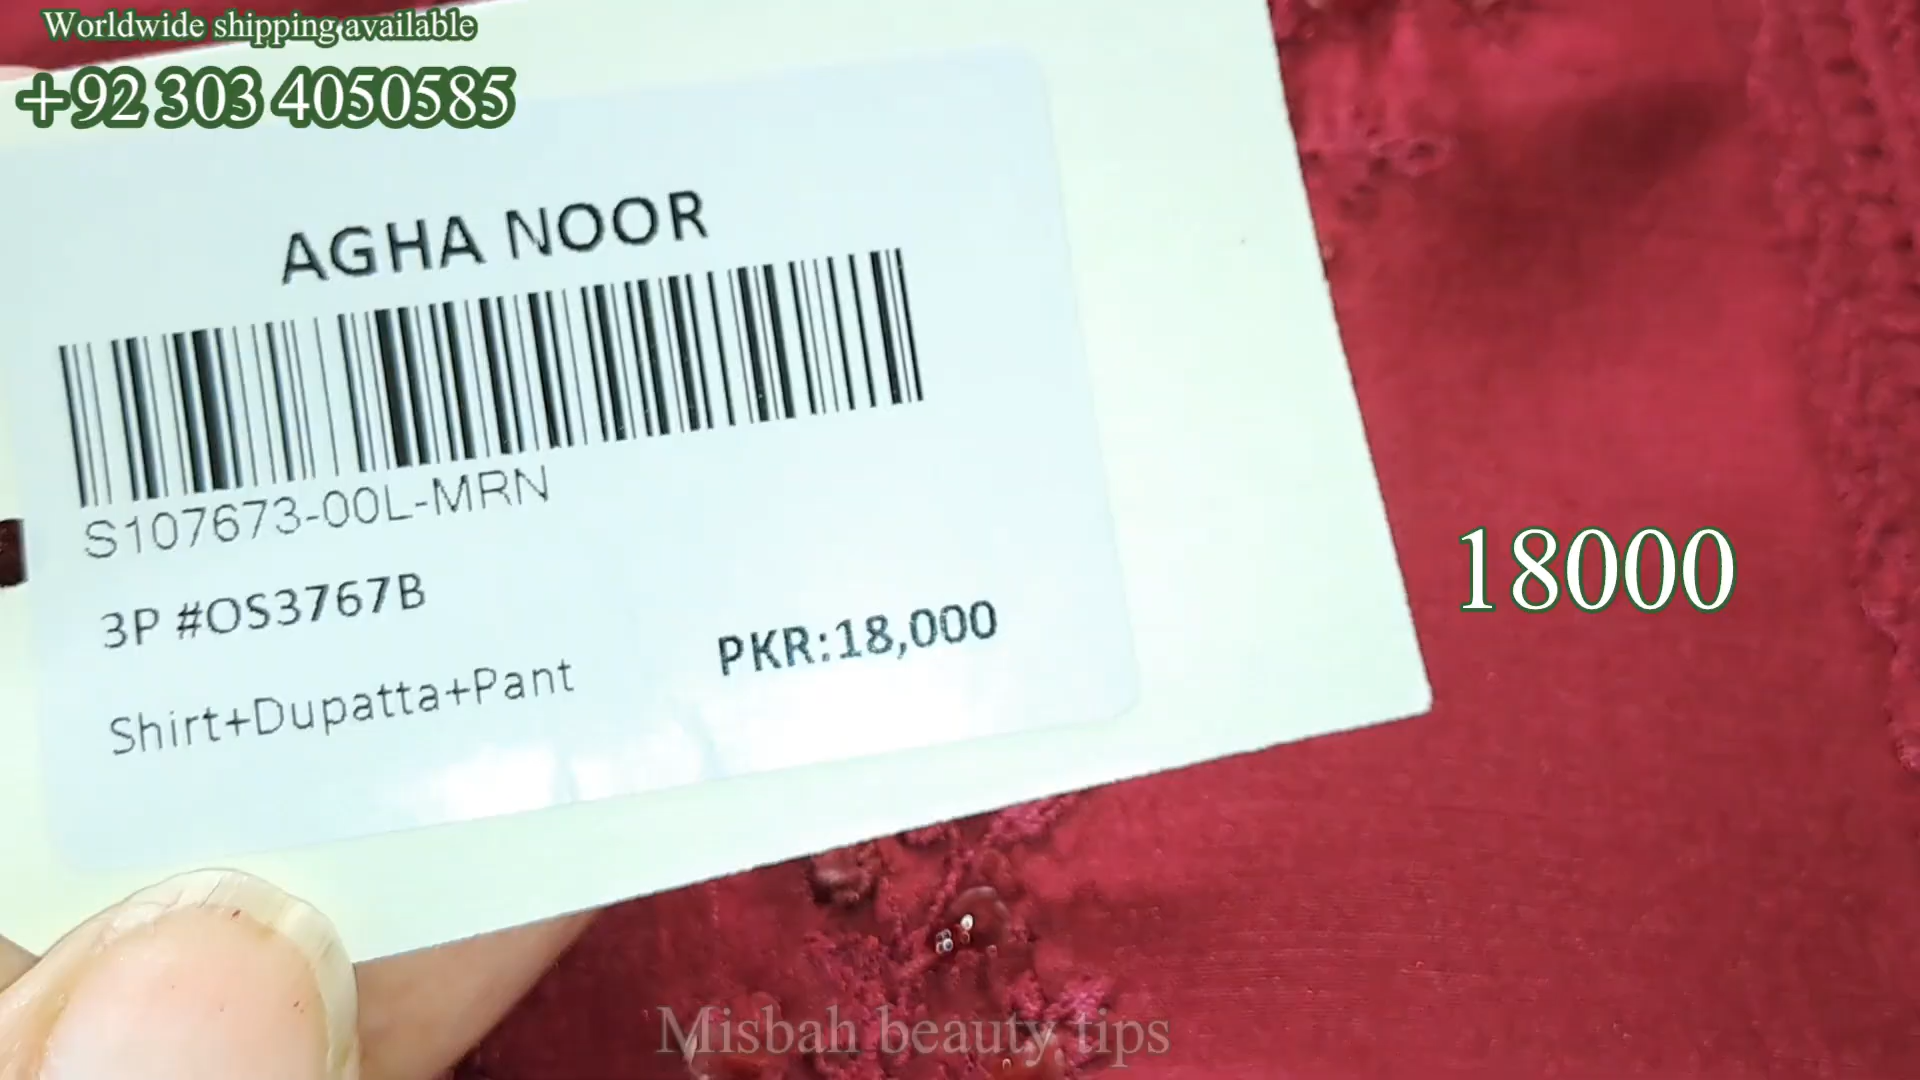 Worldwide shipping available
+92 303 4050585
AGHA NOOR
S107673-00L-MRN
3P #OS3767B
PKR:18,000
Shirt+Dupatta+Pant
18000
Misbah beauty tips